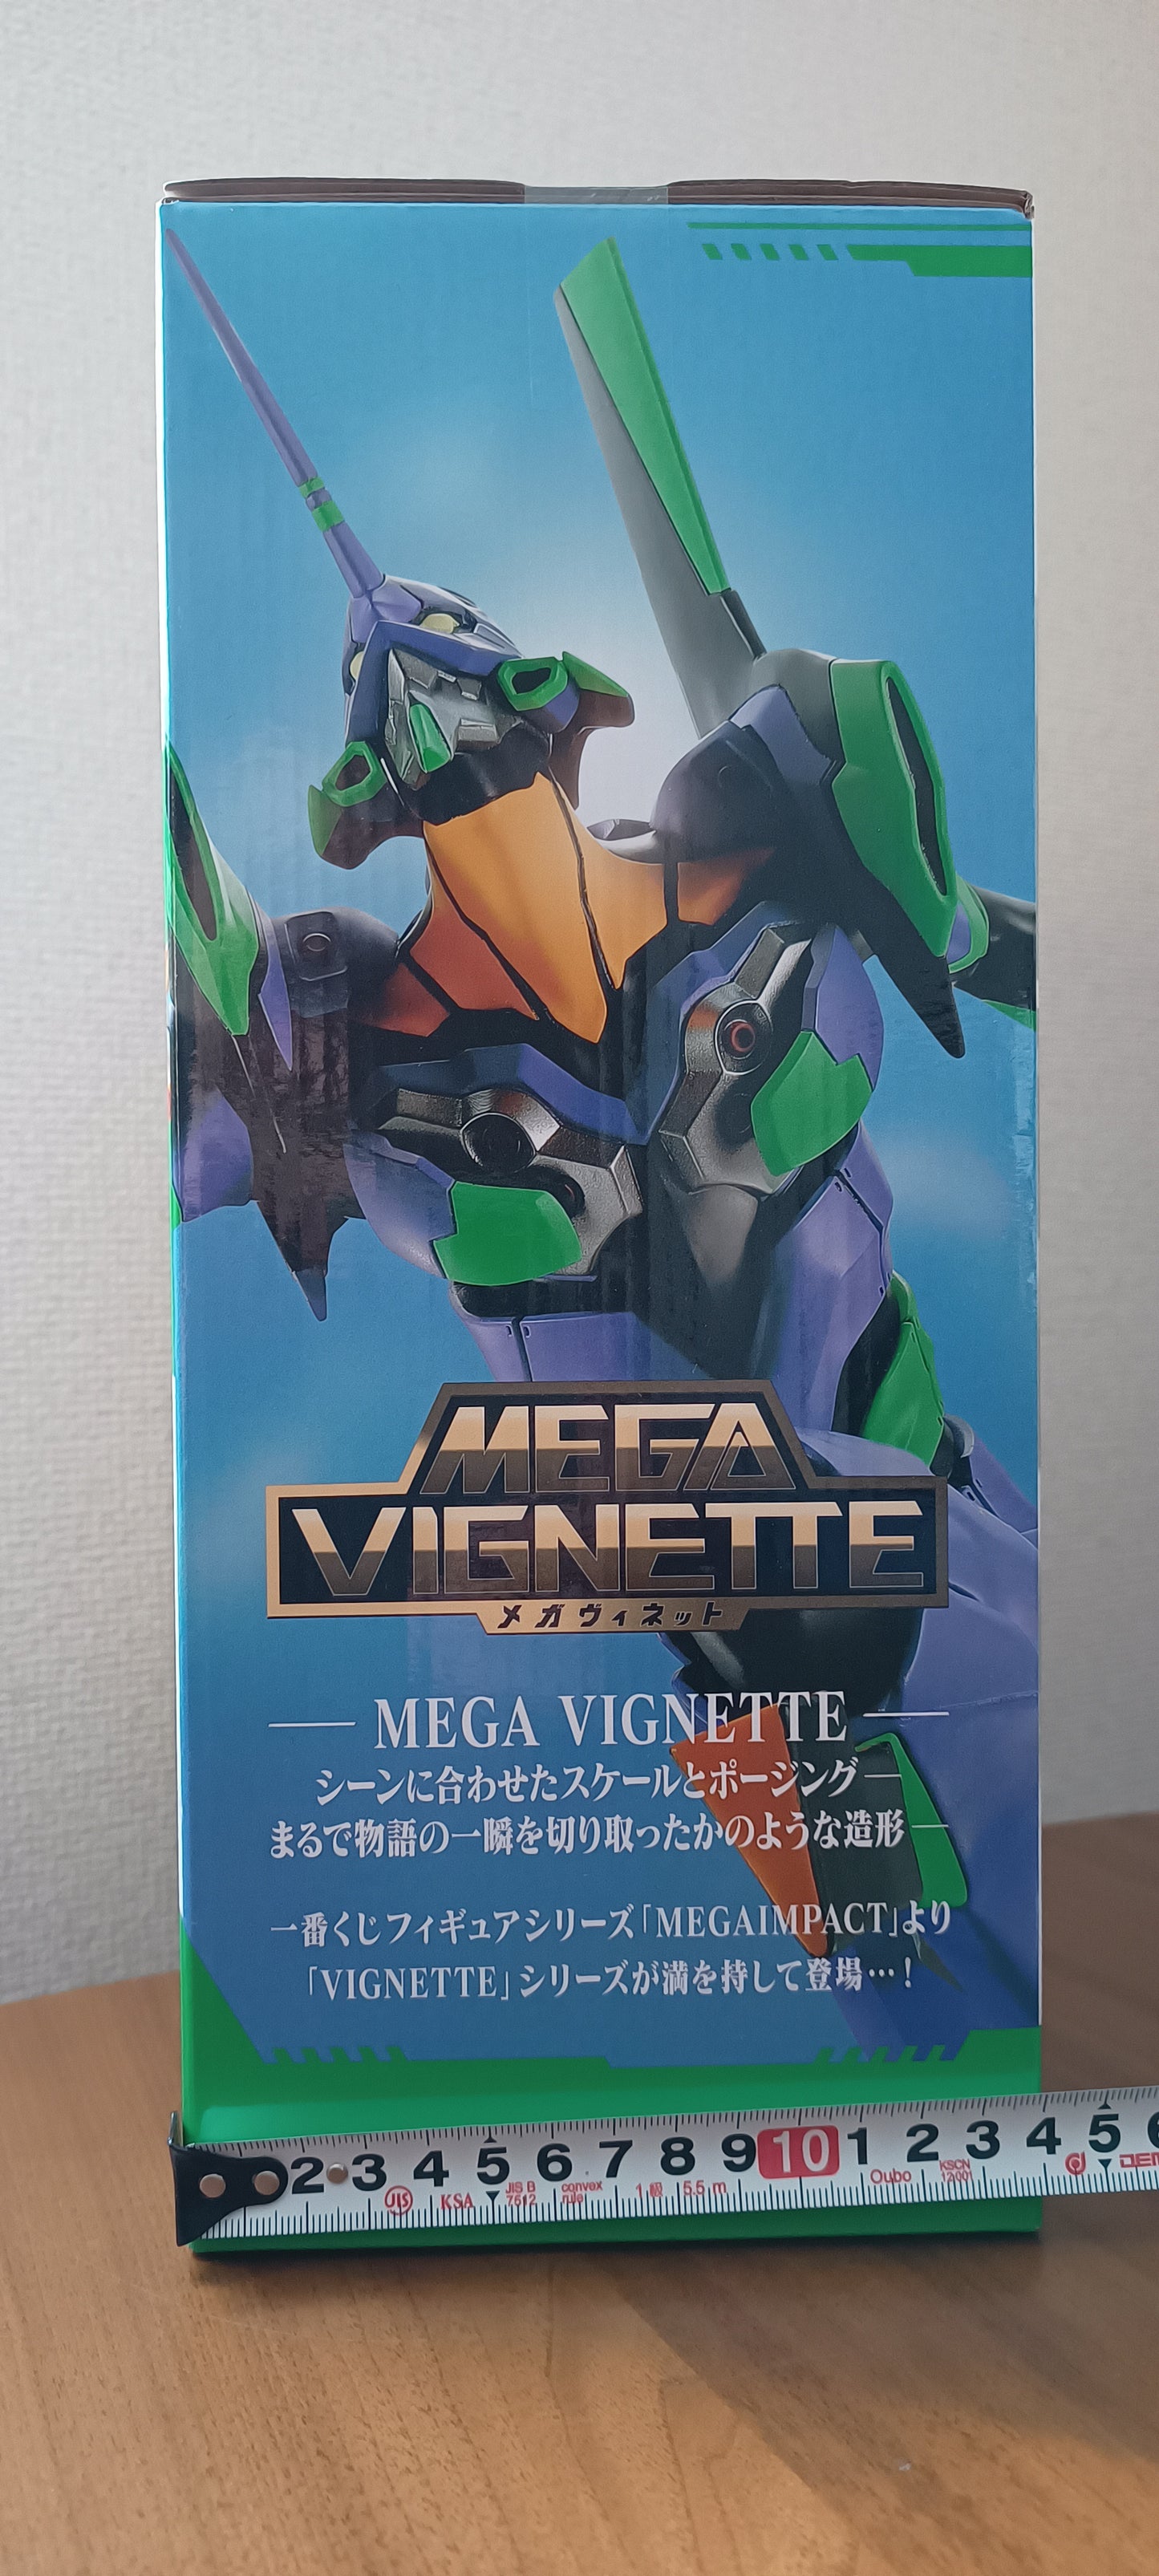 MEGA
VIGNETTE
メガヴィネット
MEGA VIGNETTE
シーンに合わせたスケールとポージング—
まるで物語の一瞬を切り取ったかのような造形—
一番くじフィギュアシリーズ「MEGAIMPACT」より
「VIGNETTE」シリーズが満を持して登場…!
2 3 4 5 6 7 8 9 10 1 2 3 4 5 6
JIS KSA JIS B 7512 convex rule 1級 5.5 m Oubo KSCN 12001